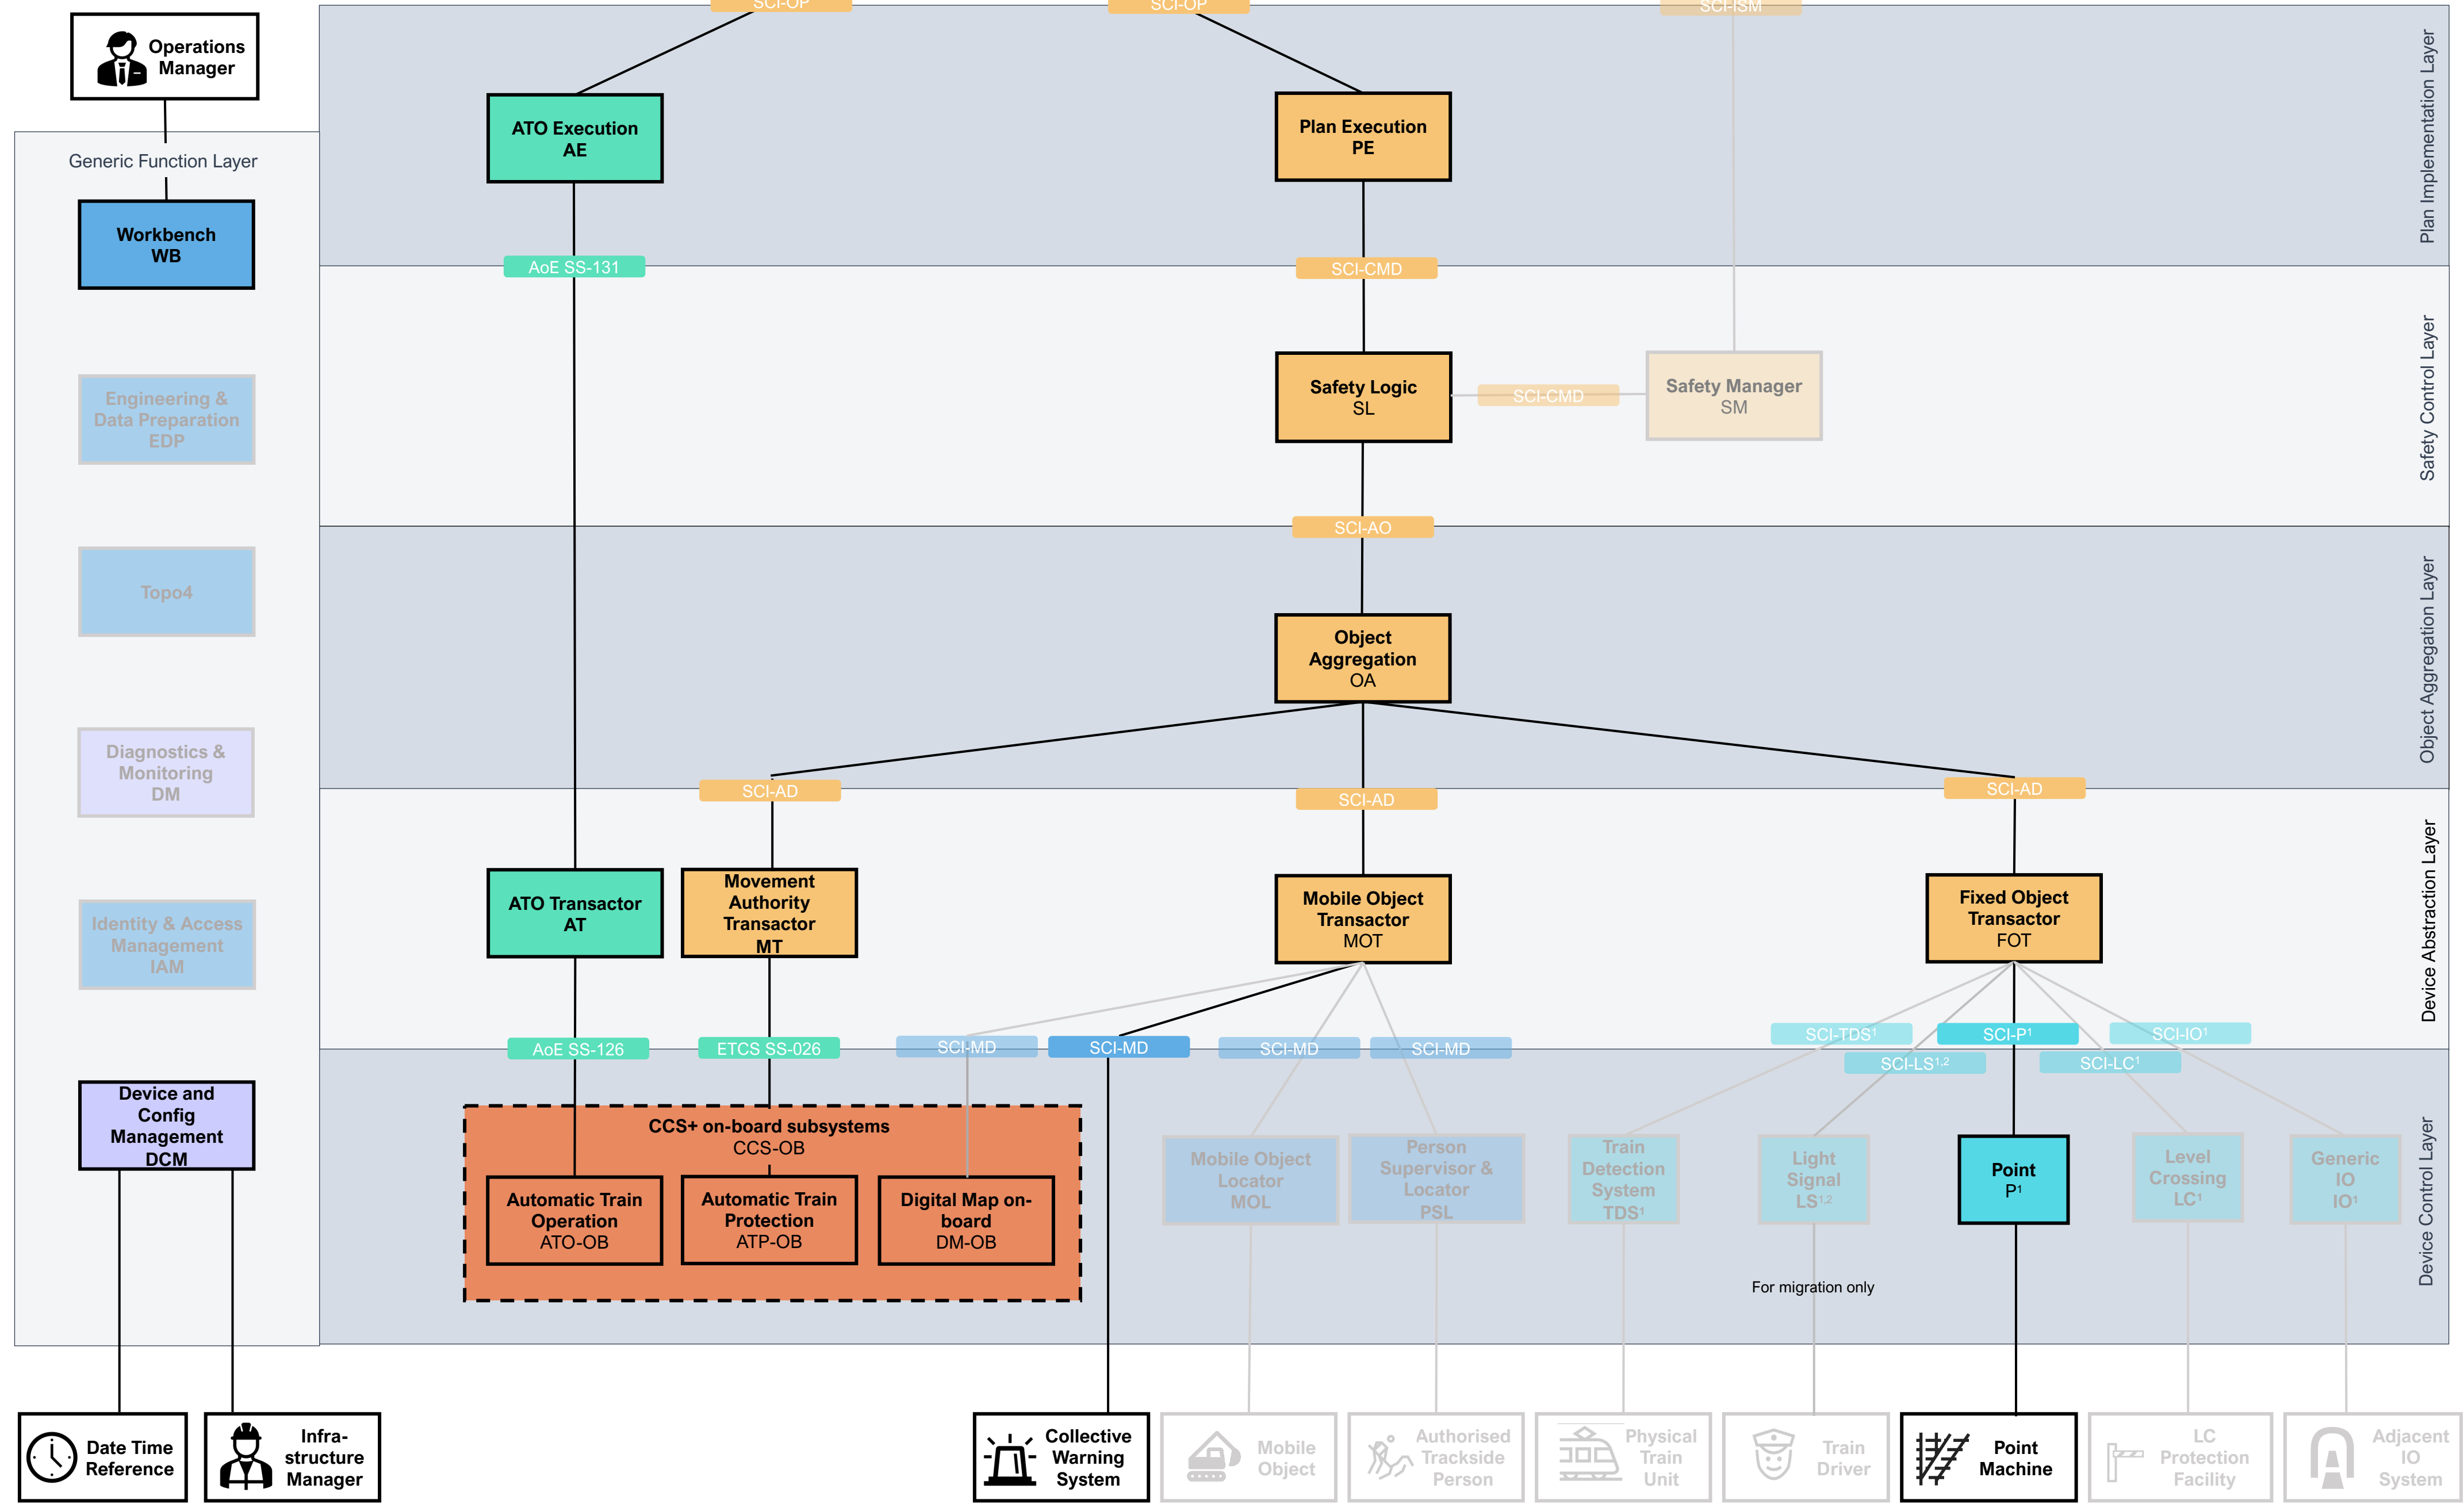 SCI-OP
SCI-OP
SCI-ISM
Operations
Manager
Plan Implementation Layer
ATO Execution
AE
Plan Execution
PE
Generic Function Layer
Workbench
WB
AoE SS-131
SCI-CMD
Safety Control Layer
Safety Logic
SL
SCI-CMD
Safety Manager
SM
Engineering &
Data Preparation
EDP
SCI-AO
Object Aggregation Layer
Topo4
Object
Aggregation
OA
Diagnostics &
Monitoring
DM
SCI-AD
SCI-AD
SCI-AD
Device Abstraction Layer
ATO Transactor
AT
Movement
Authority
Transactor
MT
Mobile Object
Transactor
MOT
Fixed Object
Transactor
FOT
Identity & Access
Management
IAM
AoE SS-126
ETCS SS-026
SCI-MD
SCI-MD
SCI-MD
SCI-MD
SCI-TDS¹
SCI-P¹
SCI-IO¹
SCI-LS¹,²
SCI-LC¹
Device Control Layer
Device and
Config
Management
DCM
CCS+ on-board subsystems
CCS-OB
Automatic Train
Operation
ATO-OB
Automatic Train
Protection
ATP-OB
Digital Map on-
board
DM-OB
Mobile Object
Locator
MOL
Person
Supervisor &
Locator
PSL
Train
Detection
System
TDS¹
Light
Signal
LS¹,²
Point
P¹
Level
Crossing
LC¹
Generic
IO
IO¹
For migration only
Date Time
Reference
Infra-
structure
Manager
Collective
Warning
System
Mobile
Object
Authorised
Trackside
Person
Physical
Train
Unit
Train
Driver
Point
Machine
LC
Protection
Facility
Adjacent
IO
System